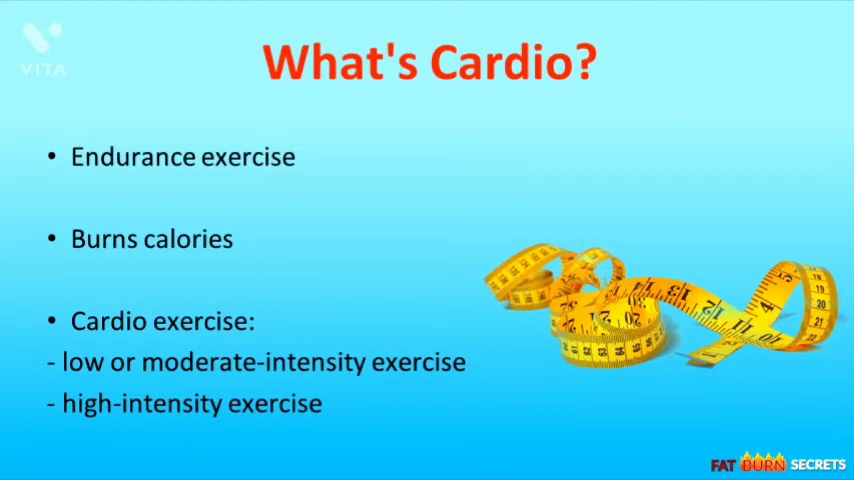 VITA
What's Cardio?
• Endurance exercise
• Burns calories
• Cardio exercise:
- low or moderate-intensity exercise
- high-intensity exercise
FAT BURN SECRETS